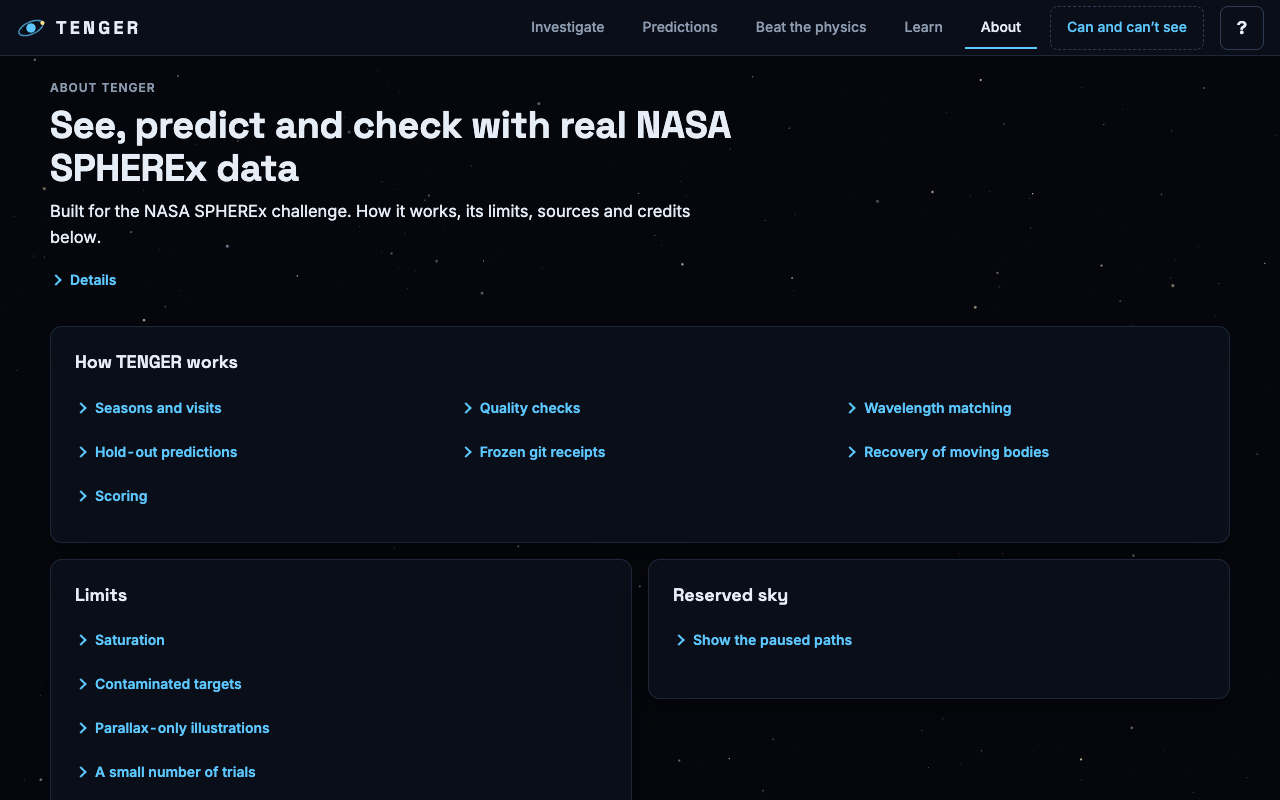 TENGER
Investigate
Predictions
Beat the physics
Learn
About
Can and can’t see
?
ABOUT TENGER
See, predict and check with real NASA
SPHEREx data
Built for the NASA SPHEREx challenge. How it works, its limits, sources and credits
below.
Details
How TENGER works
Seasons and visits
Quality checks
Wavelength matching
Hold-out predictions
Frozen git receipts
Recovery of moving bodies
Scoring
Limits
Saturation
Contaminated targets
Parallax-only illustrations
A small number of trials
Reserved sky
Show the paused paths